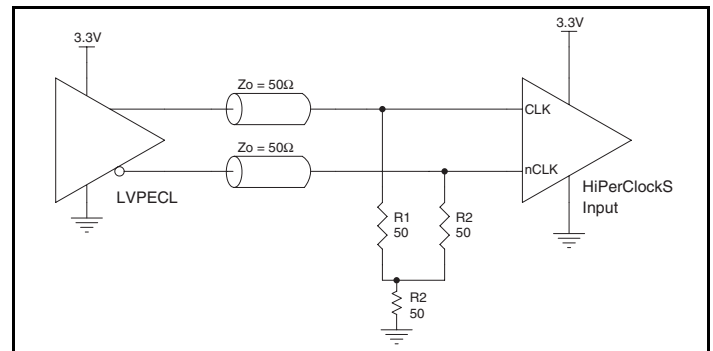 3.3V
3.3V
Zo = 50Ω
CLK
Zo = 50Ω
nCLK
LVPECL
HiPerClockS
Input
R1
50
R2
50
R2
50